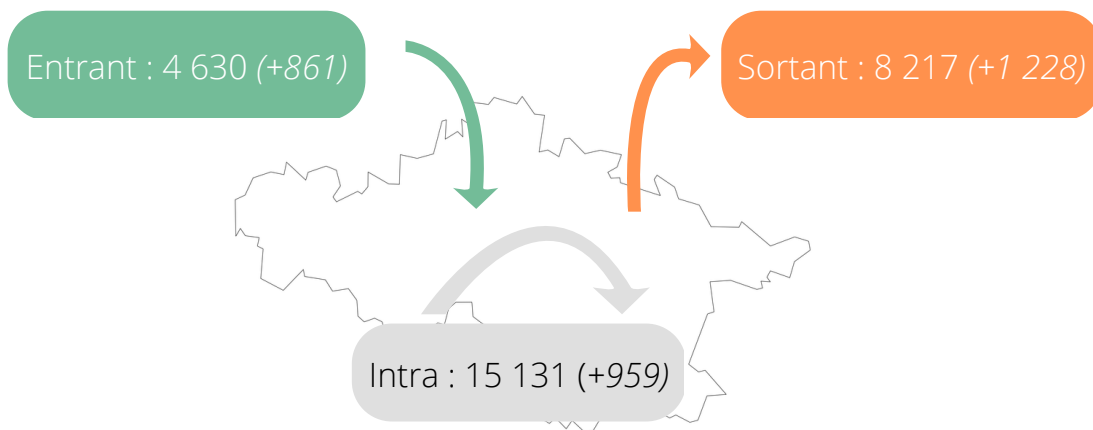 Entrant : 4 630 (+861)
Sortant : 8 217 (+1 228)
Intra : 15 131 (+959)